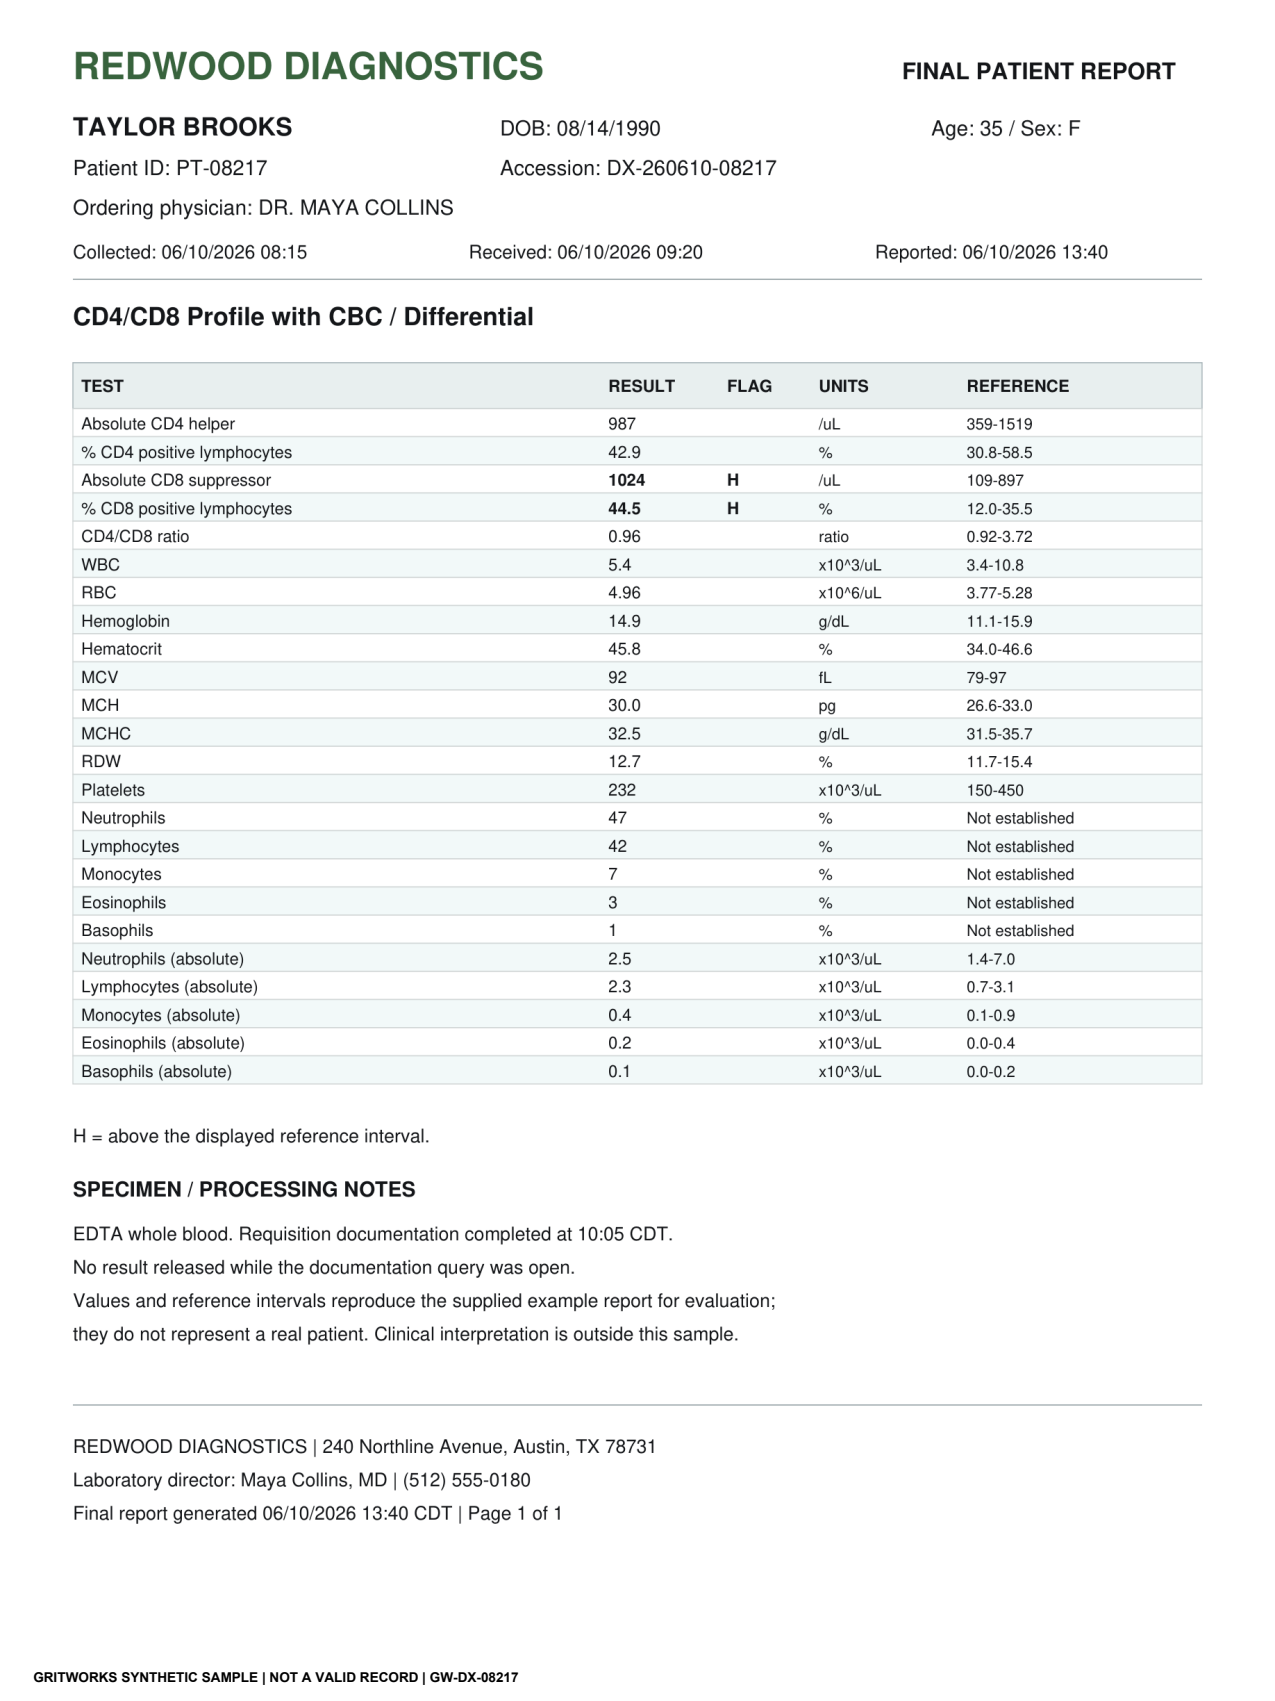 REDWOOD DIAGNOSTICS FINAL PATIENT REPORT
TAYLOR BROOKS DOB: 08/14/1990 Age: 35 / Sex: F
Patient ID: PT-08217 Accession: DX-260610-08217
Ordering physician: DR. MAYA COLLINS
Collected: 06/10/2026 08:15 Received: 06/10/2026 09:20 Reported: 06/10/2026 13:40
CD4/CD8 Profile with CBC / Differential
TEST RESULT FLAG UNITS REFERENCE
Absolute CD4 helper 987 /uL 359-1519
% CD4 positive lymphocytes 42.9 % 30.8-58.5
Absolute CD8 suppressor 1024 H /uL 109-897
% CD8 positive lymphocytes 44.5 H % 12.0-35.5
CD4/CD8 ratio 0.96 ratio 0.92-3.72
WBC 5.4 x10^3/uL 3.4-10.8
RBC 4.96 x10^6/uL 3.77-5.28
Hemoglobin 14.9 g/dL 11.1-15.9
Hematocrit 45.8 % 34.0-46.6
MCV 92 fL 79-97
MCH 30.0 pg 26.6-33.0
MCHC 32.5 g/dL 31.5-35.7
RDW 12.7 % 11.7-15.4
Platelets 232 x10^3/uL 150-450
Neutrophils 47 % Not established
Lymphocytes 42 % Not established
Monocytes 7 % Not established
Eosinophils 3 % Not established
Basophils 1 % Not established
Neutrophils (absolute) 2.5 x10^3/uL 1.4-7.0
Lymphocytes (absolute) 2.3 x10^3/uL 0.7-3.1
Monocytes (absolute) 0.4 x10^3/uL 0.1-0.9
Eosinophils (absolute) 0.2 x10^3/uL 0.0-0.4
Basophils (absolute) 0.1 x10^3/uL 0.0-0.2
H = above the displayed reference interval.
SPECIMEN / PROCESSING NOTES
EDTA whole blood. Requisition documentation completed at 10:05 CDT.
No result released while the documentation query was open.
Values and reference intervals reproduce the supplied example report for evaluation;
they do not represent a real patient. Clinical interpretation is outside this sample.
REDWOOD DIAGNOSTICS | 240 Northline Avenue, Austin, TX 78731
Laboratory director: Maya Collins, MD | (512) 555-0180
Final report generated 06/10/2026 13:40 CDT | Page 1 of 1
GRITWORKS SYNTHETIC SAMPLE | NOT A VALID RECORD | GW-DX-08217